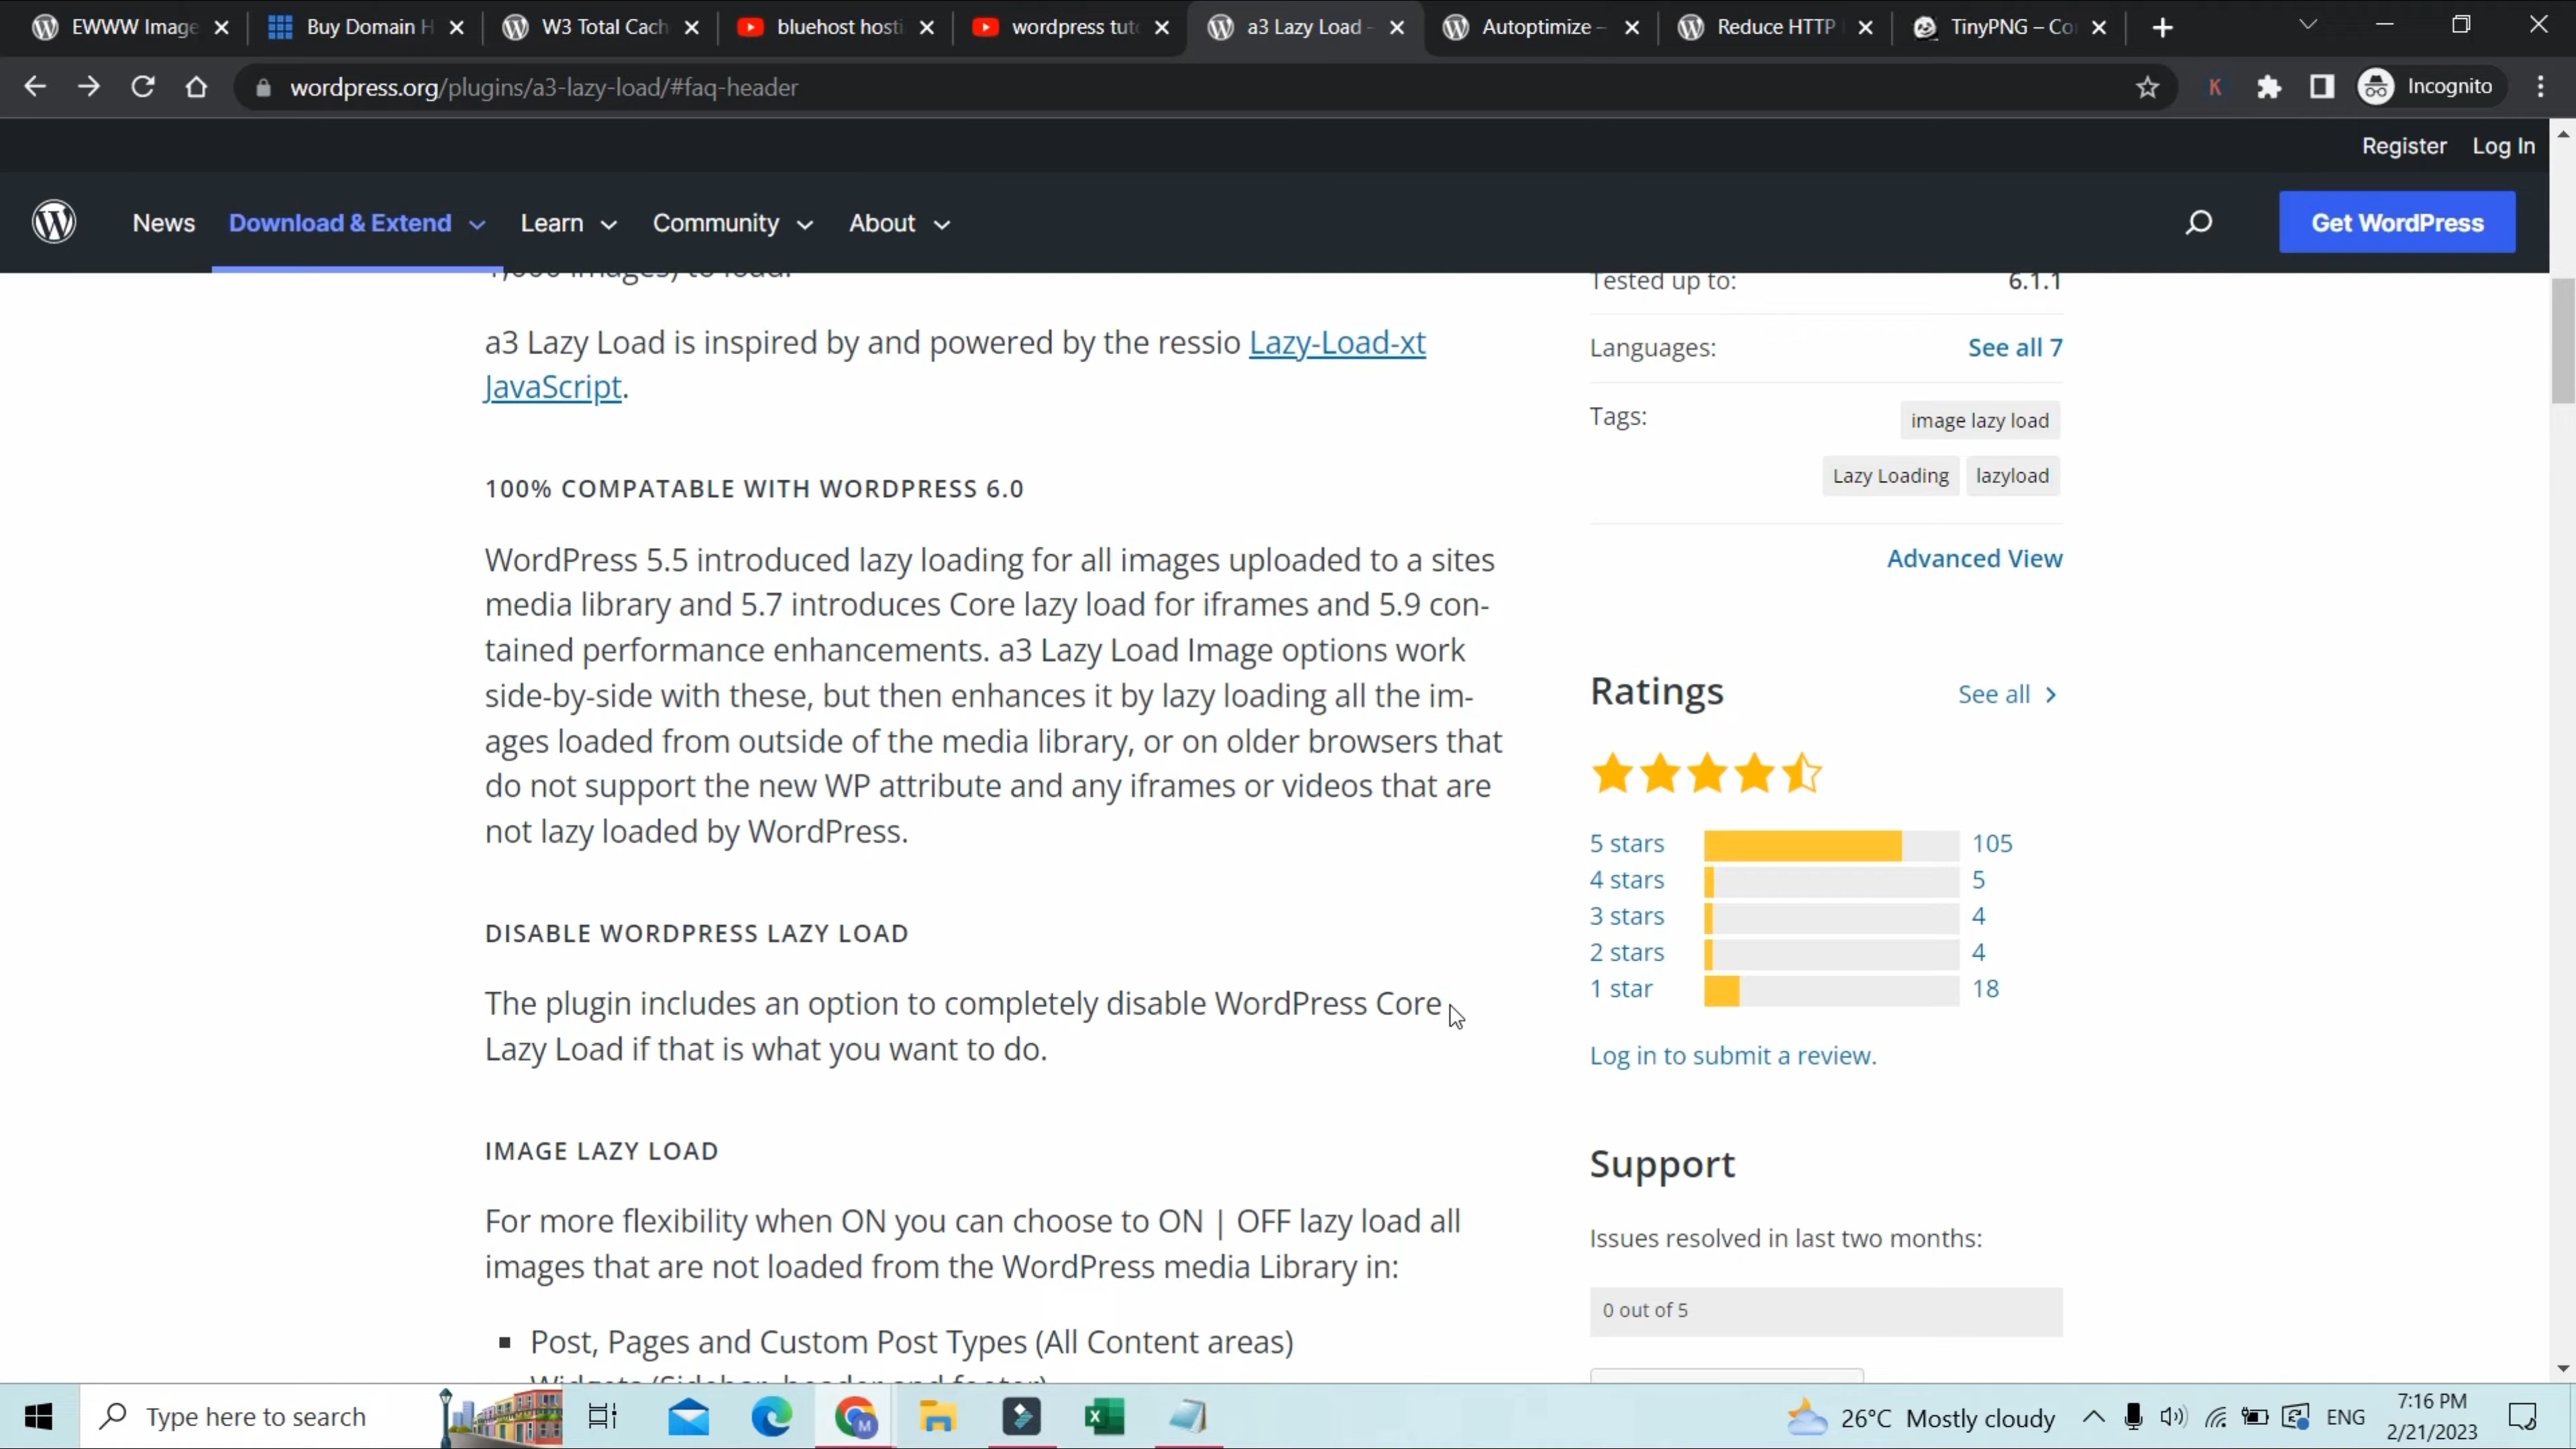 EWWW Image
Buy Domain H
W3 Total Cach
bluehost hosti
wordpress tuto
a3 Lazy Load -
Autoptimize –
Reduce HTTP
TinyPNG – Co
wordpress.org/plugins/a3-lazy-load/#faq-header
K
Incognito
Register Log In
News
Download & Extend
Learn
Community
About
Get WordPress
1,000 images) to load.
a3 Lazy Load is inspired by and powered by the ressio Lazy-Load-xt
JavaScript.
100% COMPATABLE WITH WORDPRESS 6.0
WordPress 5.5 introduced lazy loading for all images uploaded to a sites
media library and 5.7 introduces Core lazy load for iframes and 5.9 con-
tained performance enhancements. a3 Lazy Load Image options work
side-by-side with these, but then enhances it by lazy loading all the im-
ages loaded from outside of the media library, or on older browsers that
do not support the new WP attribute and any iframes or videos that are
not lazy loaded by WordPress.
DISABLE WORDPRESS LAZY LOAD
The plugin includes an option to completely disable WordPress Core
Lazy Load if that is what you want to do.
IMAGE LAZY LOAD
For more flexibility when ON you can choose to ON | OFF lazy load all
images that are not loaded from the WordPress media Library in:
▪ Post, Pages and Custom Post Types (All Content areas)
Widgets (Sidebar, header and footer)
Tested up to: 6.1.1
Languages: See all 7
Tags: image lazy load
Lazy Loading lazyload
Advanced View
Ratings See all
5 stars 105
4 stars 5
3 stars 4
2 stars 4
1 star 18
Log in to submit a review.
Support
Issues resolved in last two months:
0 out of 5
Type here to search
M
26°C Mostly cloudy
ENG
7:16 PM
2/21/2023